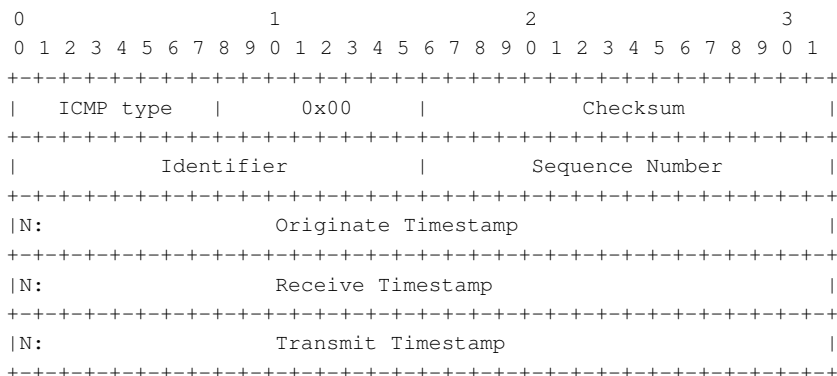 0                   1                   2                   3
0 1 2 3 4 5 6 7 8 9 0 1 2 3 4 5 6 7 8 9 0 1 2 3 4 5 6 7 8 9 0 1
+-+-+-+-+-+-+-+-+-+-+-+-+-+-+-+-+-+-+-+-+-+-+-+-+-+-+-+-+-+-+-+-+
|   ICMP type   |      0x00     |            Checksum           |
+-+-+-+-+-+-+-+-+-+-+-+-+-+-+-+-+-+-+-+-+-+-+-+-+-+-+-+-+-+-+-+-+
|           Identifier          |        Sequence Number        |
+-+-+-+-+-+-+-+-+-+-+-+-+-+-+-+-+-+-+-+-+-+-+-+-+-+-+-+-+-+-+-+-+
|N:                  Originate Timestamp                        |
+-+-+-+-+-+-+-+-+-+-+-+-+-+-+-+-+-+-+-+-+-+-+-+-+-+-+-+-+-+-+-+-+
|N:                  Receive Timestamp                          |
+-+-+-+-+-+-+-+-+-+-+-+-+-+-+-+-+-+-+-+-+-+-+-+-+-+-+-+-+-+-+-+-+
|N:                  Transmit Timestamp                         |
+-+-+-+-+-+-+-+-+-+-+-+-+-+-+-+-+-+-+-+-+-+-+-+-+-+-+-+-+-+-+-+-+